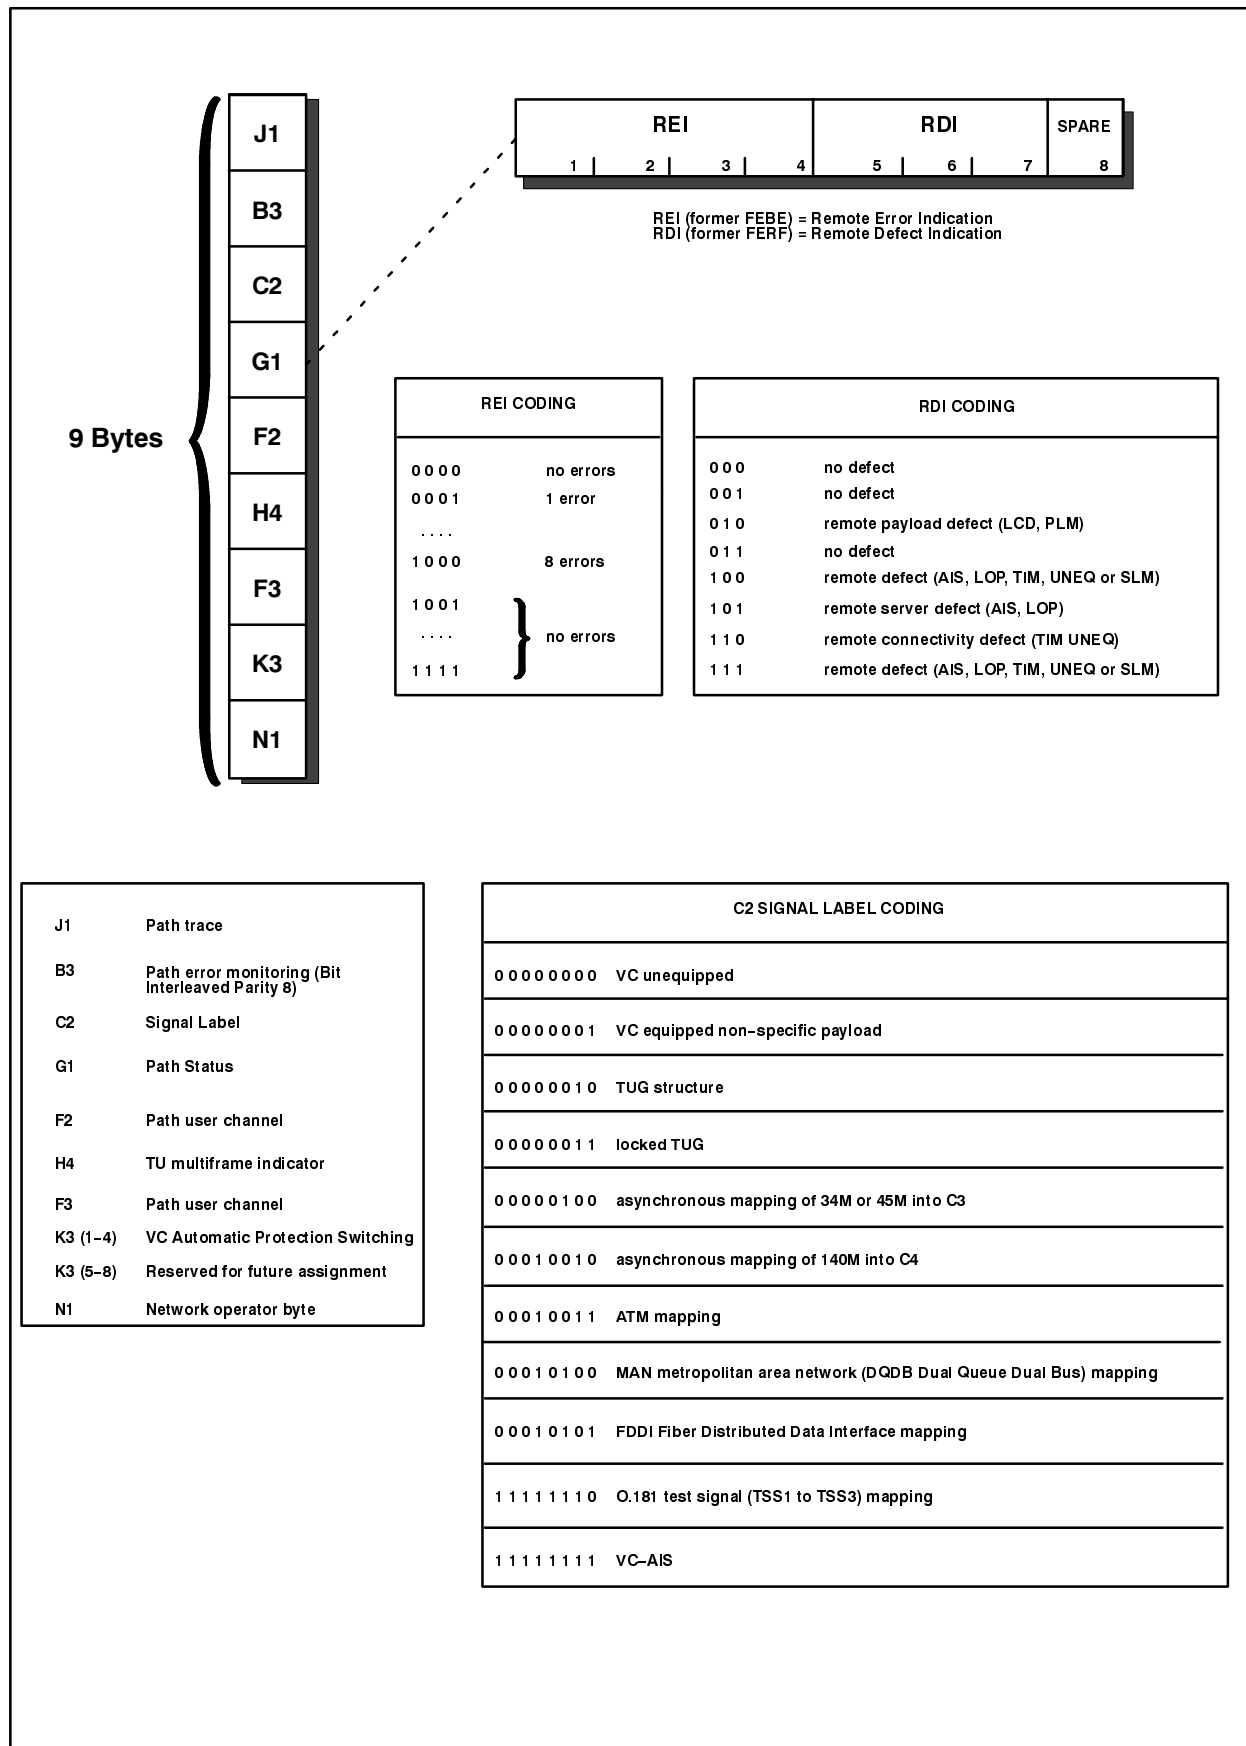 J1
B3
C2
G1
F2
H4
F3
K3
N1
9 Bytes
REI RDI SPARE
1 2 3 4 5 6 7 8
REI (former FEBE) = Remote Error Indication
RDI (former FERF) = Remote Defect Indication
REI CODING
0 0 0 0 no errors
0 0 0 1 1 error
. . . .
1 0 0 0 8 errors
1 0 0 1
. . . . no errors
1 1 1 1
RDI CODING
0 0 0 no defect
0 0 1 no defect
0 1 0 remote payload defect (LCD, PLM)
0 1 1 no defect
1 0 0 remote defect (AIS, LOP, TIM, UNEQ or SLM)
1 0 1 remote server defect (AIS, LOP)
1 1 0 remote connectivity defect (TIM UNEQ)
1 1 1 remote defect (AIS, LOP, TIM, UNEQ or SLM)
J1 Path trace
B3 Path error monitoring (Bit
Interleaved Parity 8)
C2 Signal Label
G1 Path Status
F2 Path user channel
H4 TU multiframe indicator
F3 Path user channel
K3 (1–4) VC Automatic Protection Switching
K3 (5–8) Reserved for future assignment
N1 Network operator byte
C2 SIGNAL LABEL CODING
0 0 0 0 0 0 0 0 VC unequipped
0 0 0 0 0 0 0 1 VC equipped non–specific payload
0 0 0 0 0 0 1 0 TUG structure
0 0 0 0 0 0 1 1 locked TUG
0 0 0 0 0 1 0 0 asynchronous mapping of 34M or 45M into C3
0 0 0 1 0 0 1 0 asynchronous mapping of 140M into C4
0 0 0 1 0 0 1 1 ATM mapping
0 0 0 1 0 1 0 0 MAN metropolitan area network (DQDB Dual Queue Dual Bus) mapping
0 0 0 1 0 1 0 1 FDDI Fiber Distributed Data Interface mapping
1 1 1 1 1 1 1 0 O.181 test signal (TSS1 to TSS3) mapping
1 1 1 1 1 1 1 1 VC–AIS